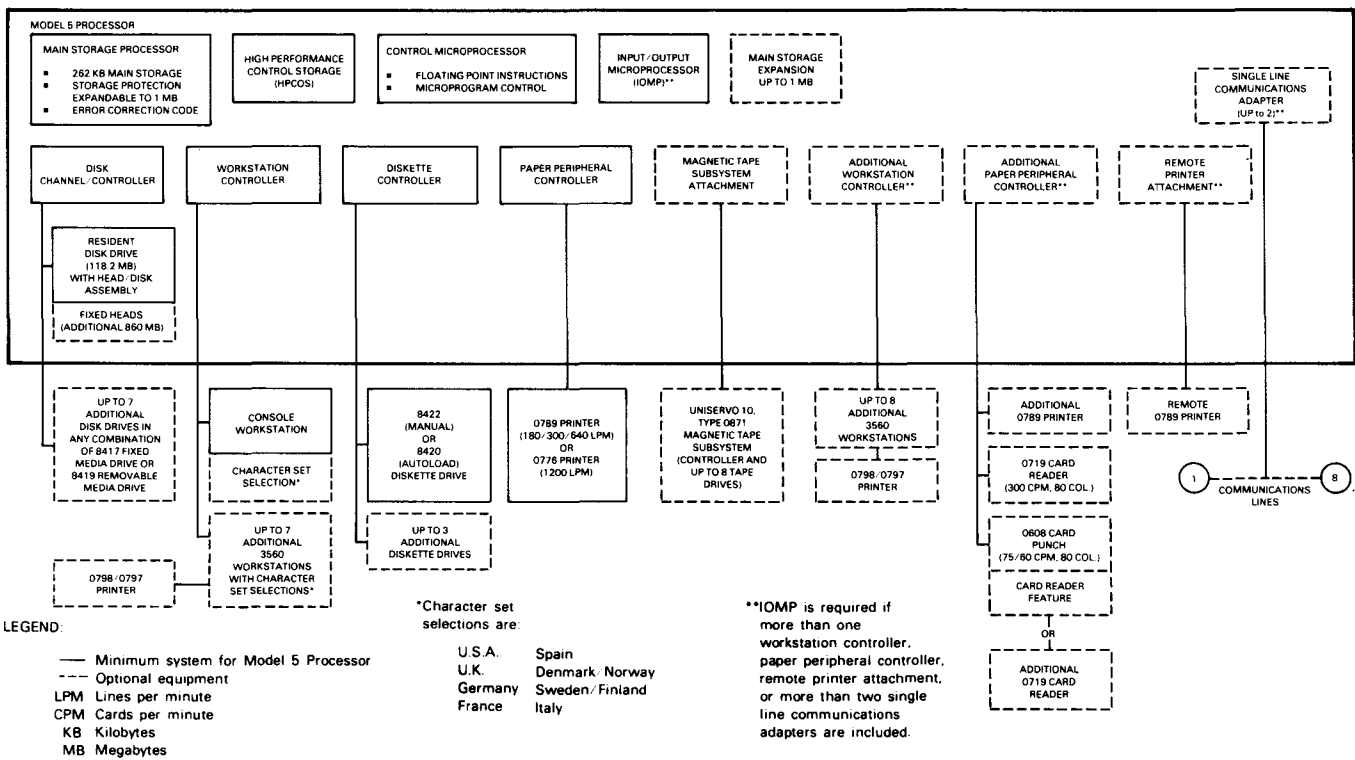 MODEL 5 PROCESSOR
MAIN STORAGE PROCESSOR
▪ 262 KB MAIN STORAGE
▪ STORAGE PROTECTION
EXPANDABLE TO 1 MB
▪ ERROR CORRECTION CODE
HIGH PERFORMANCE
CONTROL STORAGE
(HPCOS)
CONTROL MICROPROCESSOR
▪ FLOATING POINT INSTRUCTIONS
▪ MICROPROGRAM CONTROL
INPUT/OUTPUT
MICROPROCESSOR
(IOMP)**
MAIN STORAGE
EXPANSION
UP TO 1 MB
SINGLE LINE
COMMUNICATIONS
ADAPTER
(UP to 2)**
DISK
CHANNEL/CONTROLLER
WORKSTATION
CONTROLLER
DISKETTE
CONTROLLER
PAPER PERIPHERAL
CONTROLLER
MAGNETIC TAPE
SUBSYSTEM
ATTACHMENT
ADDITIONAL
WORKSTATION
CONTROLLER**
ADDITIONAL
PAPER PERIPHERAL
CONTROLLER**
REMOTE
PRINTER
ATTACHMENT**
RESIDENT
DISK DRIVE
(118.2 MB)
WITH HEAD/DISK
ASSEMBLY
FIXED HEADS
(ADDITIONAL 860 MB)
UP TO 7
ADDITIONAL
DISK DRIVES IN
ANY COMBINATION
OF 8417 FIXED
MEDIA DRIVE OR
8419 REMOVABLE
MEDIA DRIVE
CONSOLE
WORKSTATION
CHARACTER SET
SELECTION*
UP TO 7
ADDITIONAL
3560
WORKSTATIONS
WITH CHARACTER
SET SELECTIONS*
0798/0797
PRINTER
8422
(MANUAL)
OR
8420
(AUTOLOAD)
DISKETTE DRIVE
UP TO 3
ADDITIONAL
DISKETTE DRIVES
0789 PRINTER
(180/300/640 LPM)
OR
0776 PRINTER
(1200 LPM)
UNISERVO 10,
TYPE 0871
MAGNETIC TAPE
SUBSYSTEM
(CONTROLLER AND
UP TO 8 TAPE
DRIVES)
UP TO 8
ADDITIONAL
3560
WORKSTATIONS
0798/0797
PRINTER
ADDITIONAL
0789 PRINTER
0719 CARD
READER
(300 CPM, 80 COL.)
0608 CARD
PUNCH
(75/60 CPM, 80 COL.)
CARD READER
FEATURE
OR
ADDITIONAL
0719 CARD
READER
REMOTE
0789 PRINTER
1
COMMUNICATIONS
LINES
8
LEGEND:
—— Minimum system for Model 5 Processor
--- Optional equipment
LPM Lines per minute
CPM Cards per minute
KB Kilobytes
MB Megabytes
*Character set
selections are:
U.S.A. Spain
U.K. Denmark/Norway
Germany Sweden/Finland
France Italy
**IOMP is required if
more than one
workstation controller,
paper peripheral controller,
remote printer attachment,
or more than two single
line communications
adapters are included.